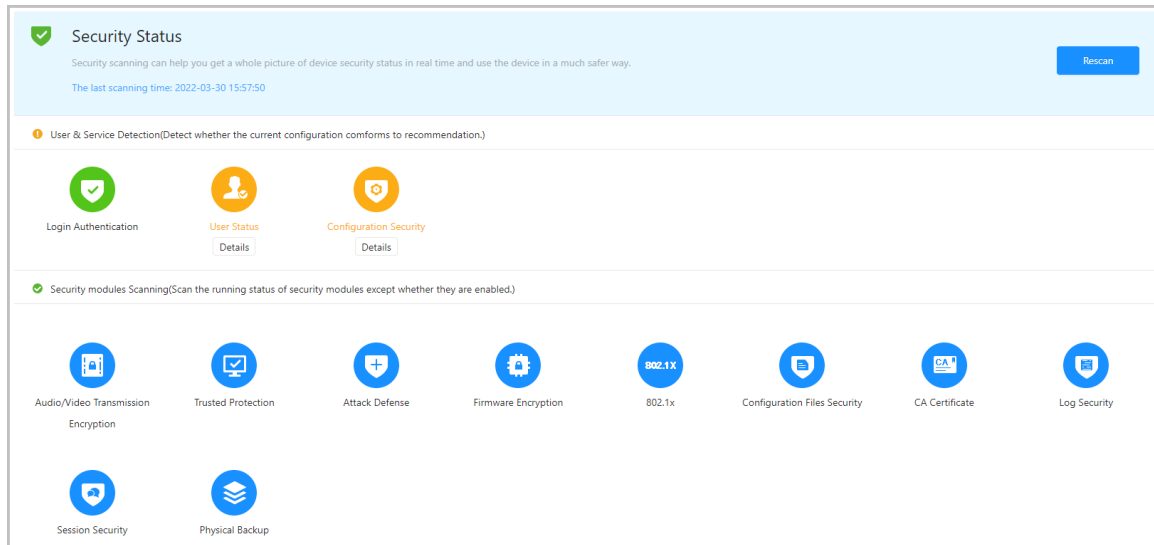 Security Status
Security scanning can help you get a whole picture of device security status in real time and use the device in a much safer way.
Rescan
The last scanning time: 2022-03-30 15:57:50
User & Service Detection(Detect whether the current configuration comforms to recommendation.)
Login Authentication
User Status
Configuration Security
Details
Details
Security modules Scanning(Scan the running status of security modules except whether they are enabled.)
802.1X
CA
Audio/Video Transmission
Encryption
Trusted Protection
Attack Defense
Firmware Encryption
802.1x
Configuration Files Security
CA Certificate
Log Security
Session Security
Physical Backup